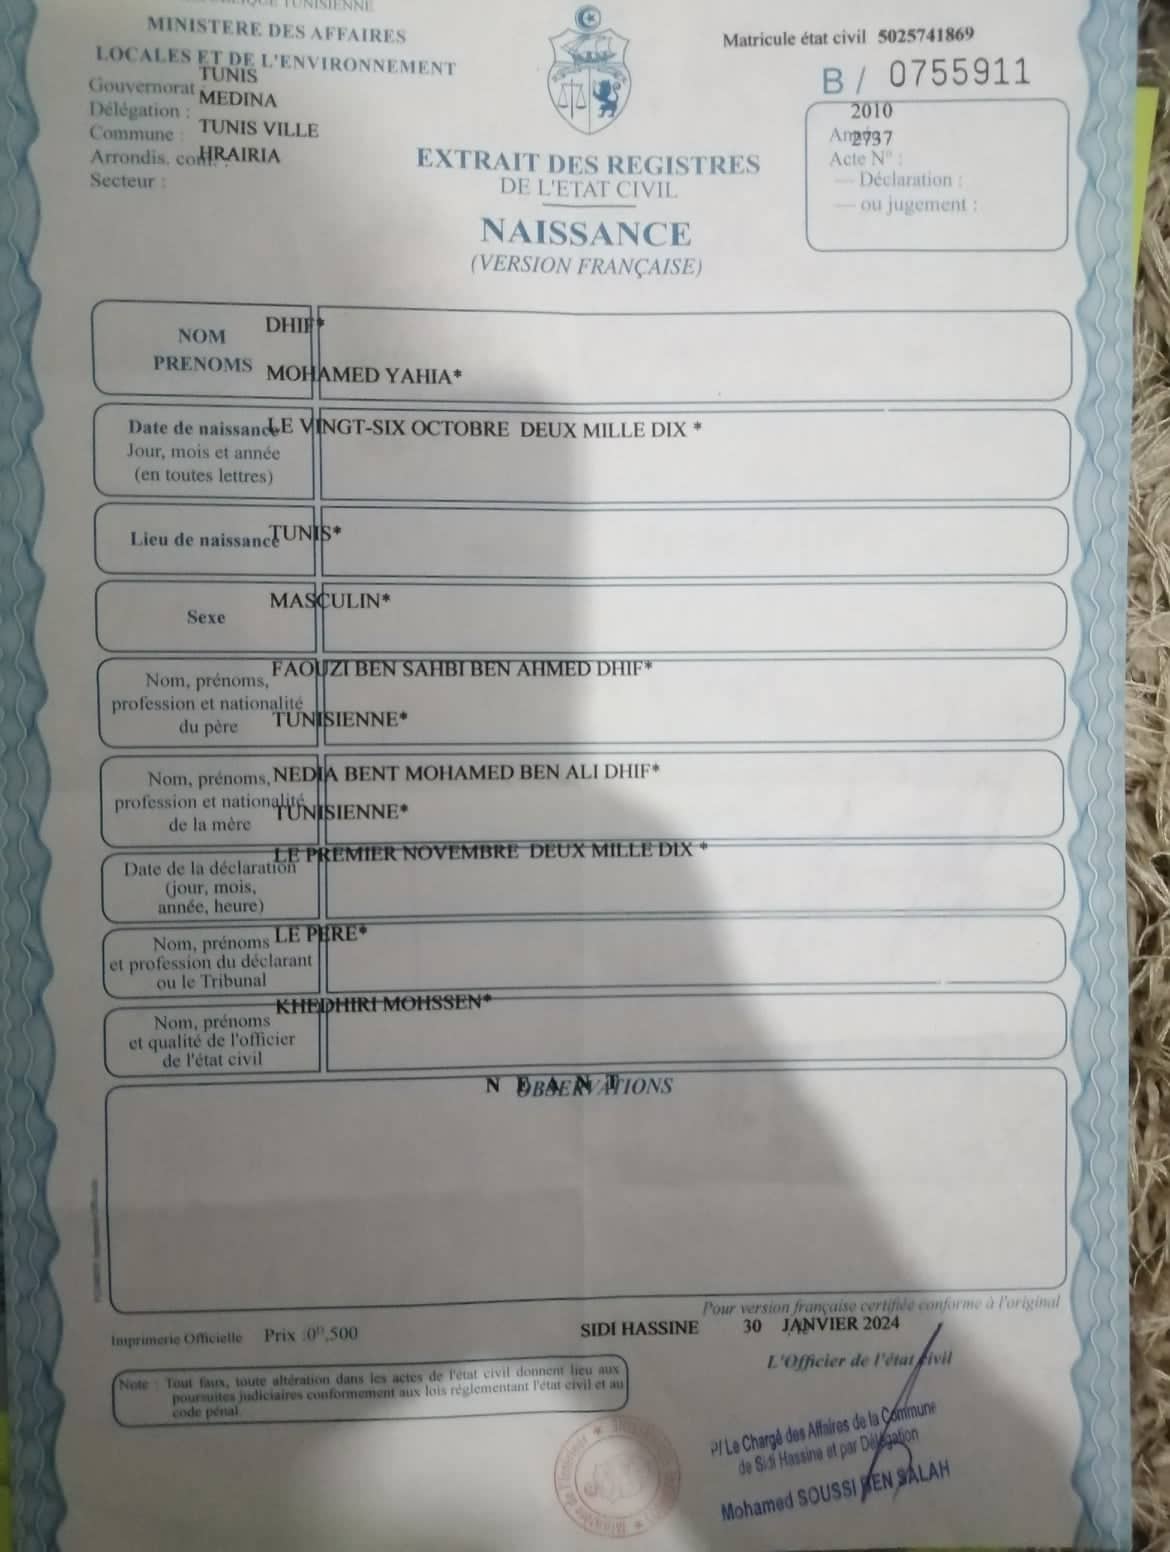 TUNISIENNE
MINISTERE DES AFFAIRES
LOCALES ET DE L'ENVIRONNEMENT
Gouvernorat : TUNIS
Délégation : MEDINA
Commune : TUNIS VILLE
Arrondis. com. : HRAIRIA
Secteur :
Matricule état civil 5025741869
B / 0755911
2010
Année 2737
Acte N° :
— Déclaration :
— ou jugement :
EXTRAIT DES REGISTRES
DE L'ETAT CIVIL
NAISSANCE
(VERSION FRANÇAISE)
NOM DHIF*
PRENOMS MOHAMED YAHIA*
Date de naissance LE VINGT-SIX OCTOBRE DEUX MILLE DIX *
Jour, mois et année
(en toutes lettres)
Lieu de naissance TUNIS*
Sexe MASCULIN*
Nom, prénoms, FAOUZI BEN SAHBI BEN AHMED DHIF*
profession et nationalité
du père TUNISIENNE*
Nom, prénoms, NEDIA BENT MOHAMED BEN ALI DHIF*
profession et nationalité TUNISIENNE*
de la mère
Date de la déclaration LE PREMIER NOVEMBRE DEUX MILLE DIX *
(jour, mois,
année, heure)
Nom, prénoms LE PERE*
et profession du déclarant
ou le Tribunal
KHEDHIRI MOHSSEN*
Nom, prénoms
et qualité de l'officier
de l'état civil
N E A N T
OBSERVATIONS
Pour version française certifiée conforme à l'original
Imprimerie Officielle Prix :0ᴰ,500
SIDI HASSINE 30 JANVIER 2024
L'Officier de l'état civil
Note : Tout faux, toute altération dans les actes de l'état civil donnent lieu aux
poursuites judiciaires conformement aux lois réglementant l'état civil et au
code pénal.
P/ Le Chargé des Affaires de la Commune
de Sidi Hassine et par Délégation
Mohamed SOUSSI BEN SALAH